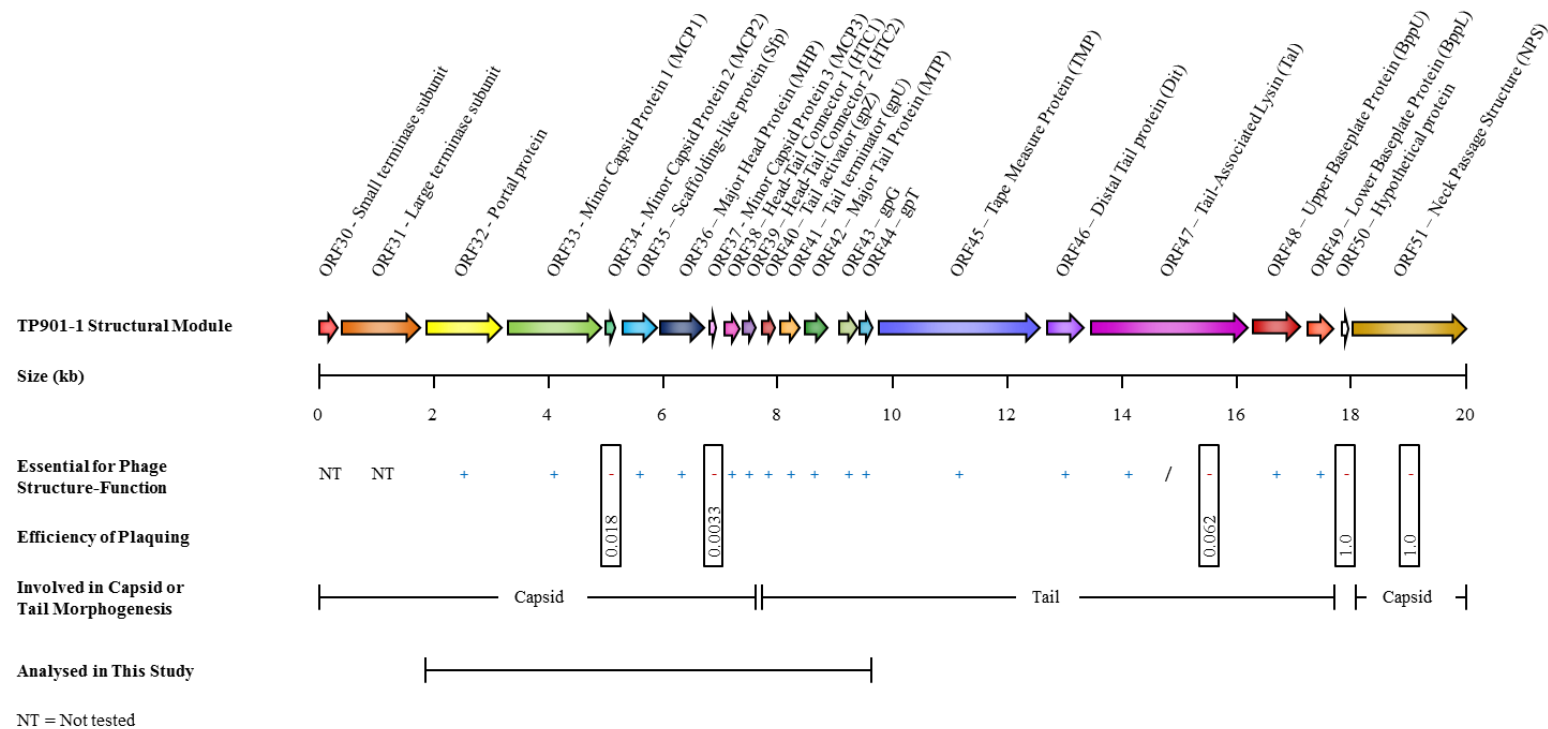 ORF30 - Small terminase subunit
ORF31 - Large terminase subunit
ORF32 - Portal protein
ORF33 - Minor Capsid Protein 1 (MCP1)
ORF34 - Minor Capsid Protein 2 (MCP2)
ORF35 – Scaffolding-like protein (Sfp)
ORF36 – Major Head Protein (MHP)
ORF37 - Minor Capsid Protein 3 (MCP3)
ORF38 – Head-Tail Connector 1 (HTC1)
ORF39 – Head-Tail Connector 2 (HTC2)
ORF40 – Tail activator (gpZ)
ORF41 – Tail terminator (gpU)
ORF42 – Major Tail Protein (MTP)
ORF43 – gpG
ORF44 – gpT
ORF45 – Tape Measure Protein (TMP)
ORF46 – Distal Tail protein (Dit)
ORF47 – Tail-Associated Lysin (Tal)
ORF48 – Upper Baseplate Protein (BppU)
ORF49 – Lower Baseplate Protein (BppL)
ORF50 – Hypothetical protein
ORF51 – Neck Passage Structure (NPS)
TP901-1 Structural Module
Size (kb)
0 2 4 6 8 10 12 14 16 18 20
Essential for Phage
Structure-Function
NT NT + + - + + - + + + + + + + + + + / - + + - -
Efficiency of Plaquing
0.018 0.0033 0.062 1.0 1.0
Involved in Capsid or
Tail Morphogenesis
Capsid Tail Capsid
Analysed in This Study
NT = Not tested